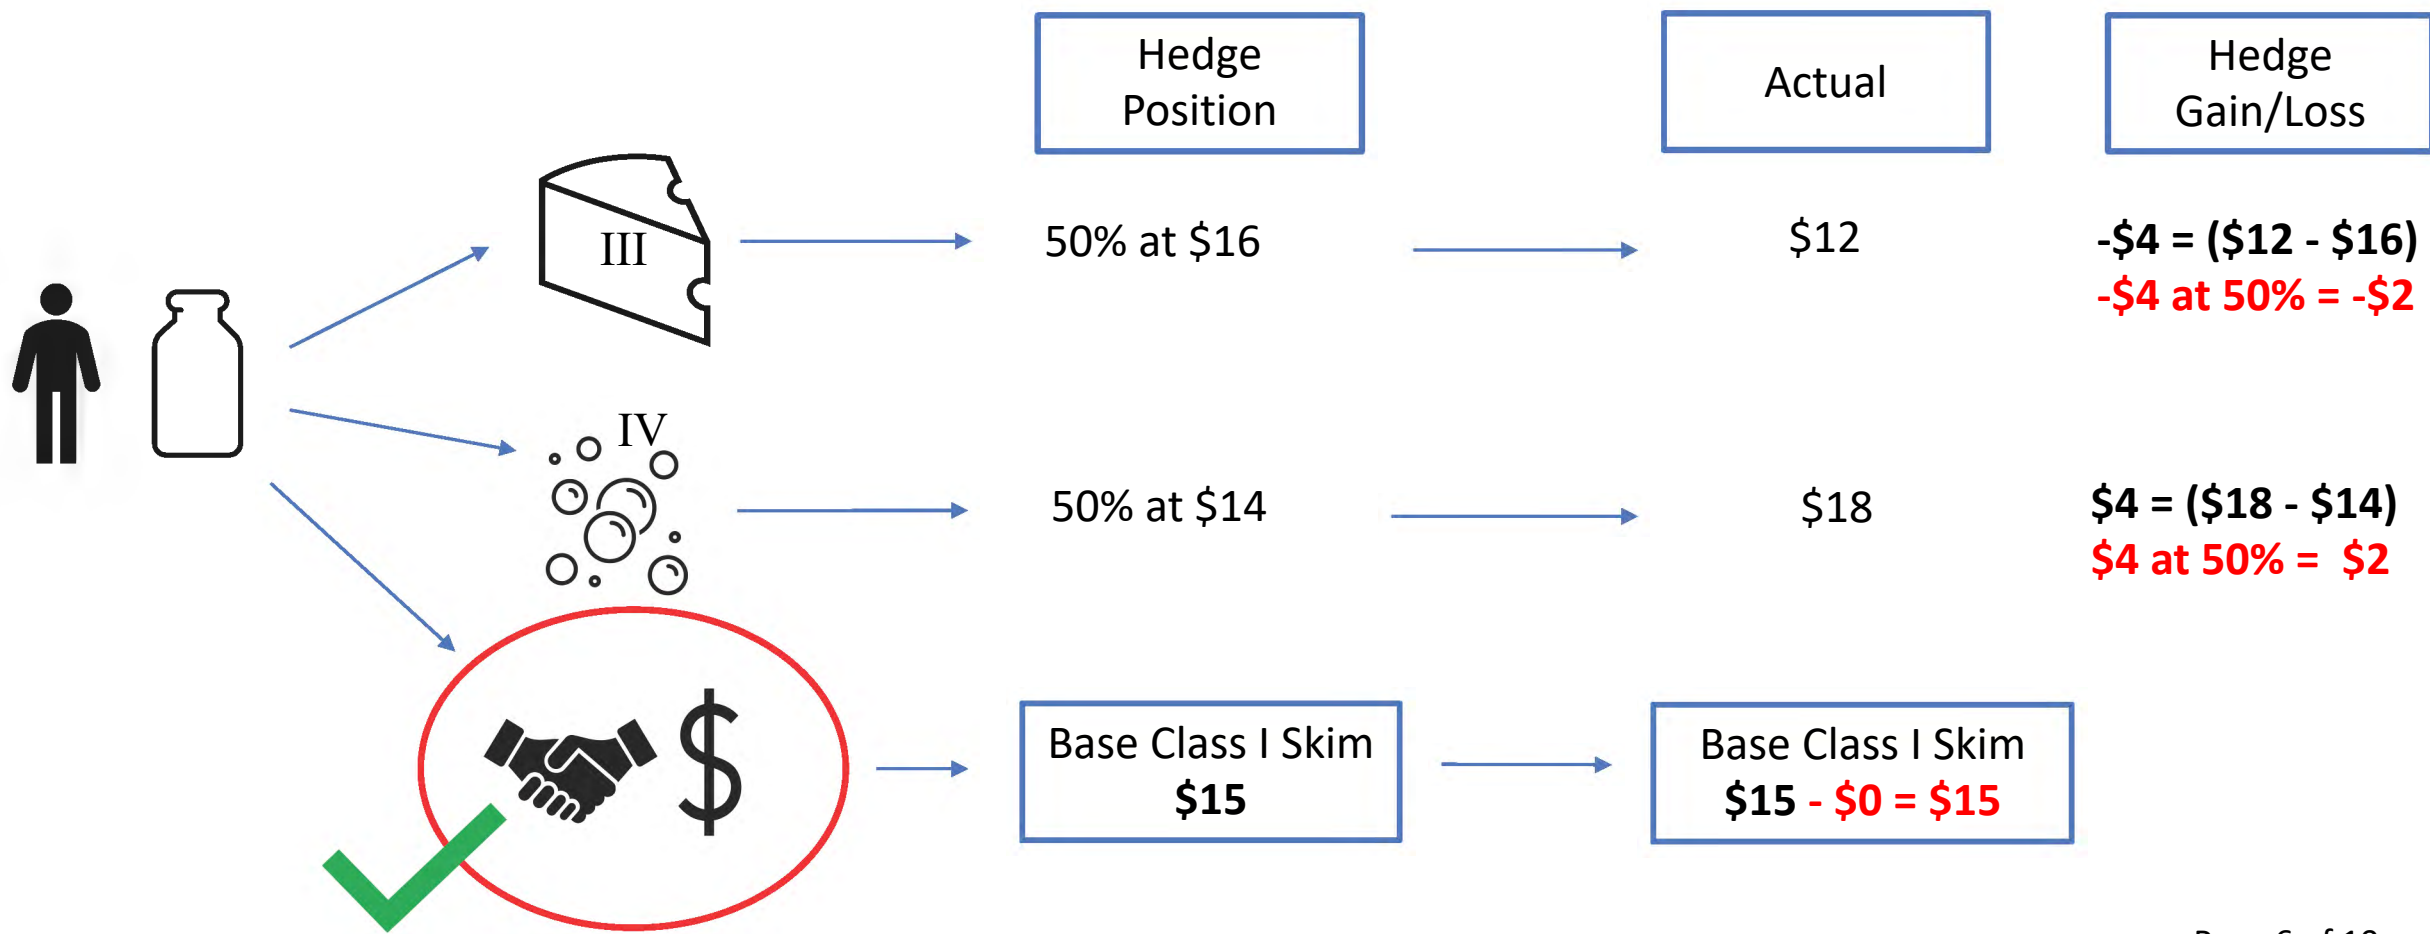 Hedge
Position
Actual
Hedge
Gain/Loss
III
50% at $16
$12
-$4 = ($12 - $16)
-$4 at 50% = -$2
IV
50% at $14
$18
$4 = ($18 - $14)
$4 at 50% =  $2
$
Base Class I Skim
$15
Base Class I Skim
$15 - $0 = $15